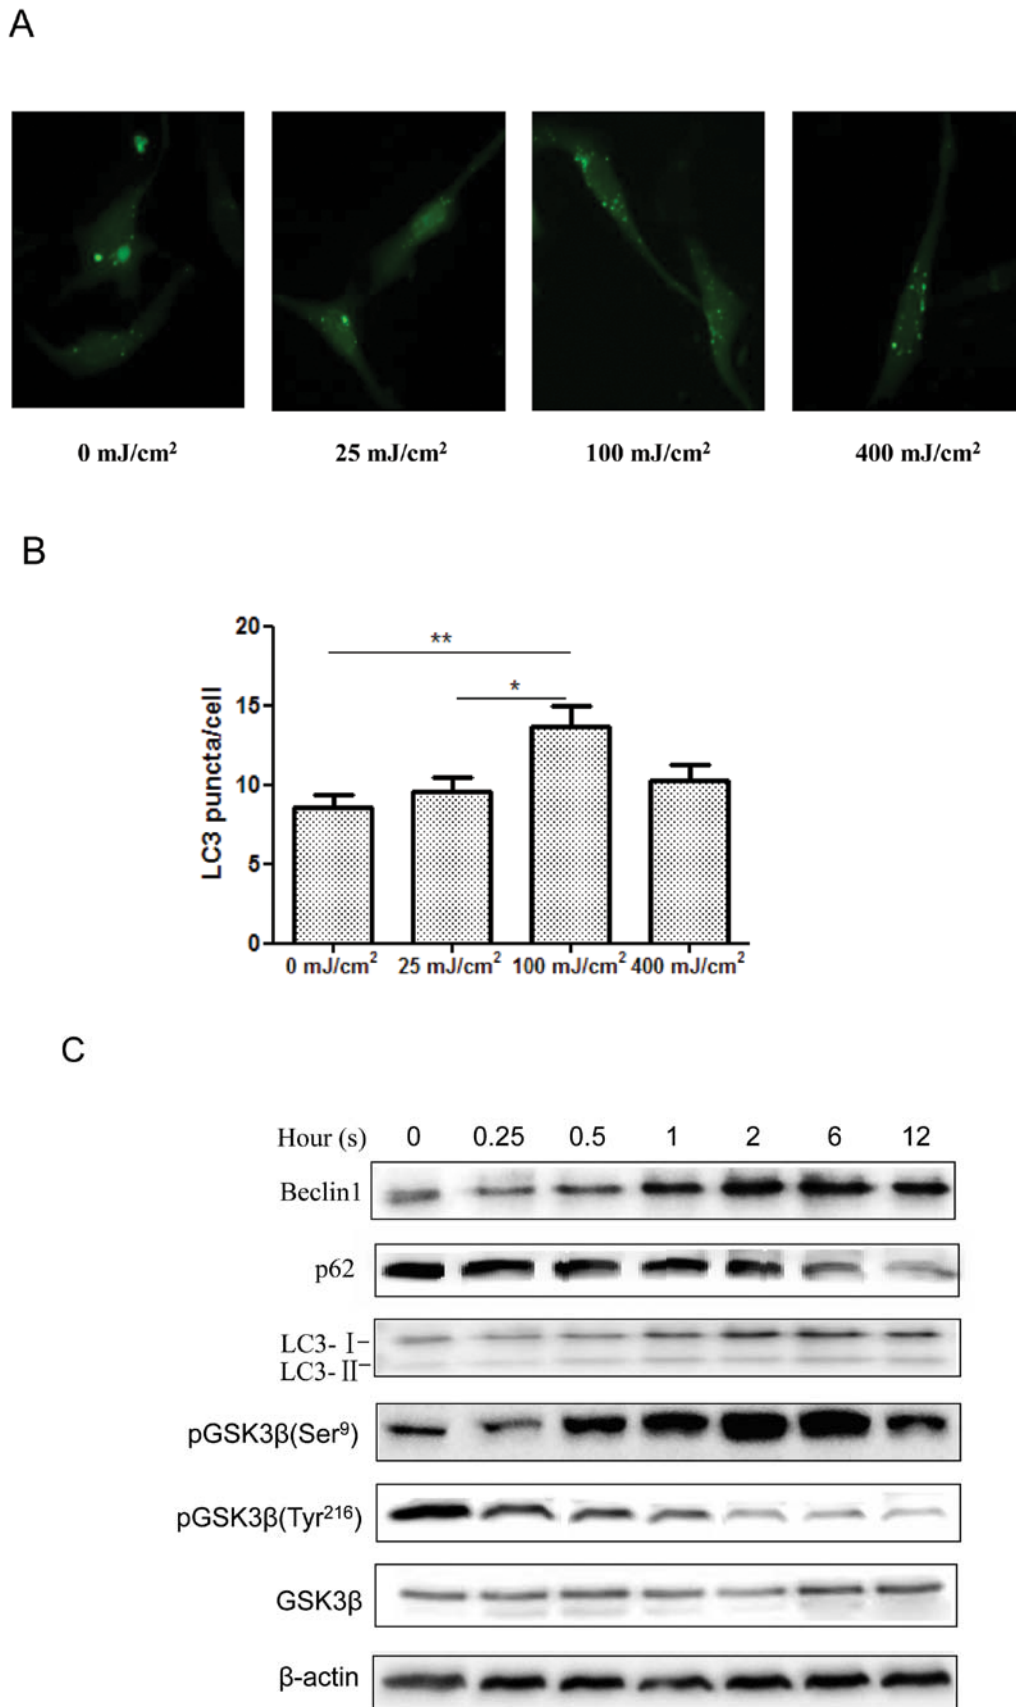 A
0 mJ/cm²
25 mJ/cm²
100 mJ/cm²
400 mJ/cm²
B
LC3 puncta/cell
20
15
10
5
0
**
*
0 mJ/cm²
25 mJ/cm²
100 mJ/cm²
400 mJ/cm²
C
Hour (s) 0 0.25 0.5 1 2 6 12
Beclin1
p62
LC3- Ⅰ-
LC3- Ⅱ-
pGSK3β(Ser⁹)
pGSK3β(Tyr²¹⁶)
GSK3β
β-actin